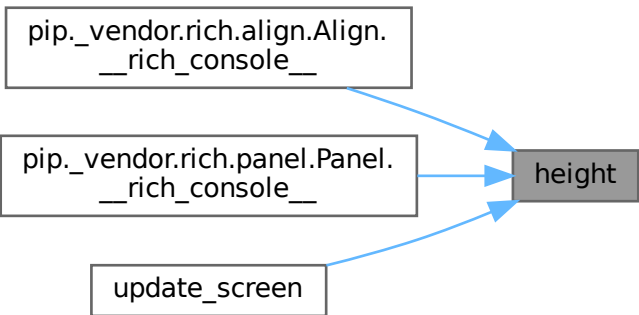 pip._vendor.rich.align.Align.
__rich_console__
pip._vendor.rich.panel.Panel.
__rich_console__
height
update_screen